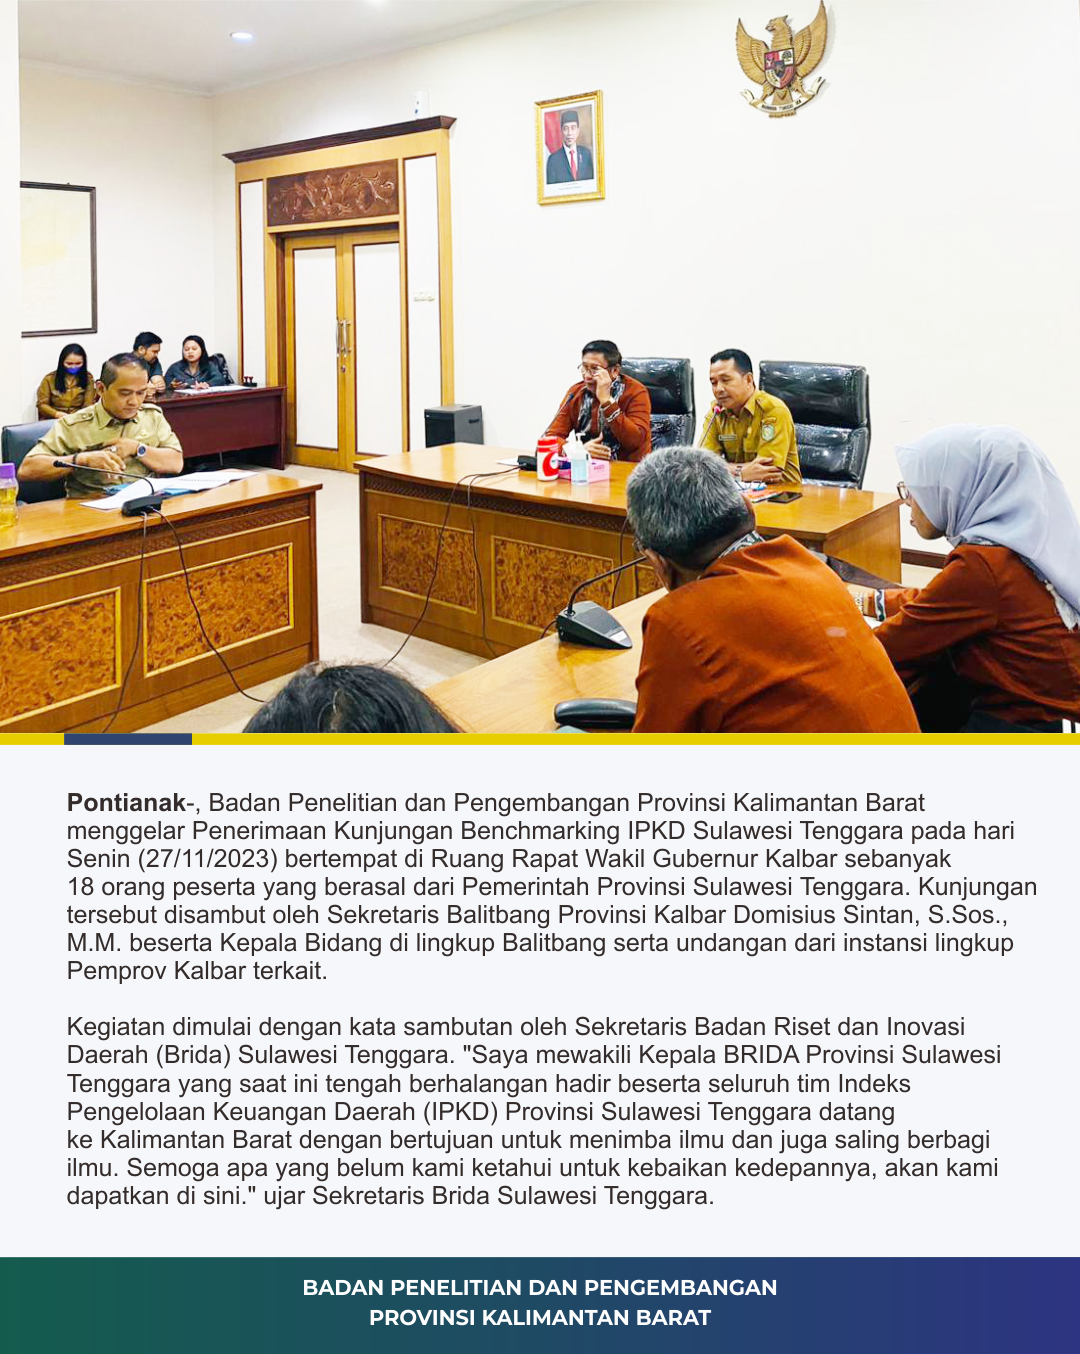 Pontianak-, Badan Penelitian dan Pengembangan Provinsi Kalimantan Barat
menggelar Penerimaan Kunjungan Benchmarking IPKD Sulawesi Tenggara pada hari
Senin (27/11/2023) bertempat di Ruang Rapat Wakil Gubernur Kalbar sebanyak
18 orang peserta yang berasal dari Pemerintah Provinsi Sulawesi Tenggara. Kunjungan
tersebut disambut oleh Sekretaris Balitbang Provinsi Kalbar Domisius Sintan, S.Sos.,
M.M. beserta Kepala Bidang di lingkup Balitbang serta undangan dari instansi lingkup
Pemprov Kalbar terkait.
Kegiatan dimulai dengan kata sambutan oleh Sekretaris Badan Riset dan Inovasi
Daerah (Brida) Sulawesi Tenggara. "Saya mewakili Kepala BRIDA Provinsi Sulawesi
Tenggara yang saat ini tengah berhalangan hadir beserta seluruh tim Indeks
Pengelolaan Keuangan Daerah (IPKD) Provinsi Sulawesi Tenggara datang
ke Kalimantan Barat dengan bertujuan untuk menimba ilmu dan juga saling berbagi
ilmu. Semoga apa yang belum kami ketahui untuk kebaikan kedepannya, akan kami
dapatkan di sini." ujar Sekretaris Brida Sulawesi Tenggara.
BADAN PENELITIAN DAN PENGEMBANGAN
PROVINSI KALIMANTAN BARAT